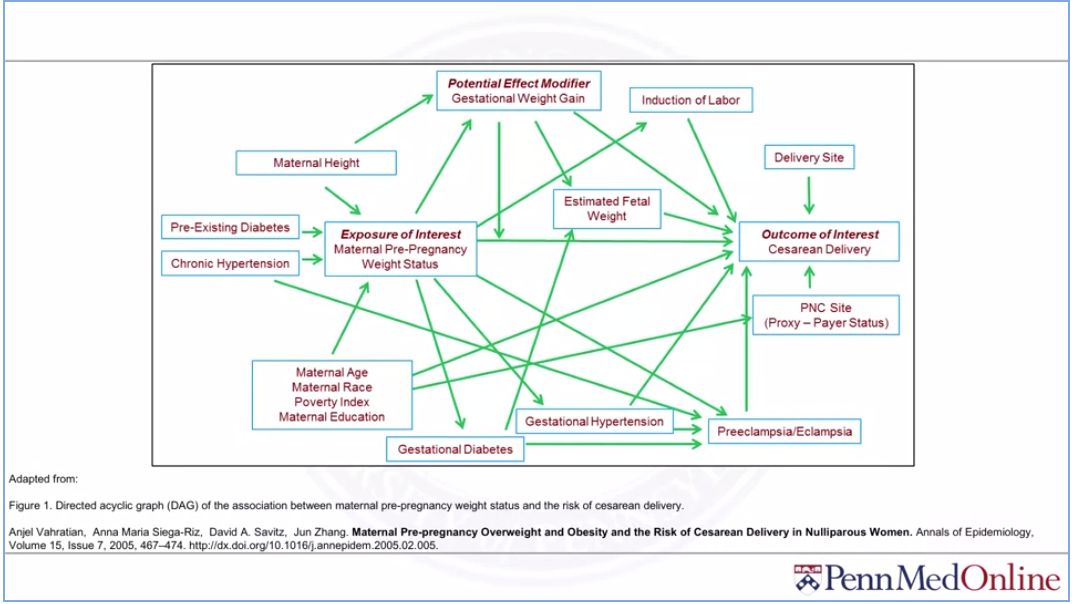 Potential Effect Modifier
Gestational Weight Gain
Induction of Labor
Maternal Height
Delivery Site
Estimated Fetal
Weight
Pre-Existing Diabetes
Exposure of Interest
Maternal Pre-Pregnancy
Weight Status
Outcome of Interest
Cesarean Delivery
Chronic Hypertension
PNC Site
(Proxy – Payer Status)
Maternal Age
Maternal Race
Poverty Index
Maternal Education
Gestational Hypertension
Preeclampsia/Eclampsia
Gestational Diabetes
Adapted from:
Figure 1. Directed acyclic graph (DAG) of the association between maternal pre-pregnancy weight status and the risk of cesarean delivery.
Anjel Vahratian, Anna Maria Siega-Riz, David A. Savitz, Jun Zhang. Maternal Pre-pregnancy Overweight and Obesity and the Risk of Cesarean Delivery in Nulliparous Women. Annals of Epidemiology,
Volume 15, Issue 7, 2005, 467–474. http://dx.doi.org/10.1016/j.annepidem.2005.02.005.
PennMedOnline